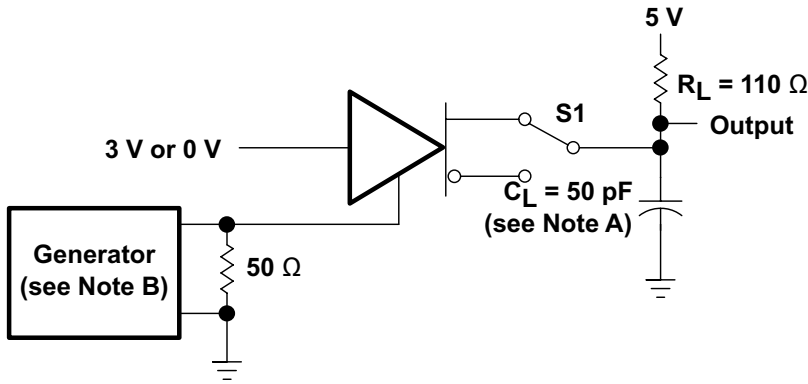 5 V
R_L = 110 Ω
S1
Output
3 V or 0 V
C_L = 50 pF
(see Note A)
Generator
(see Note B)
50 Ω